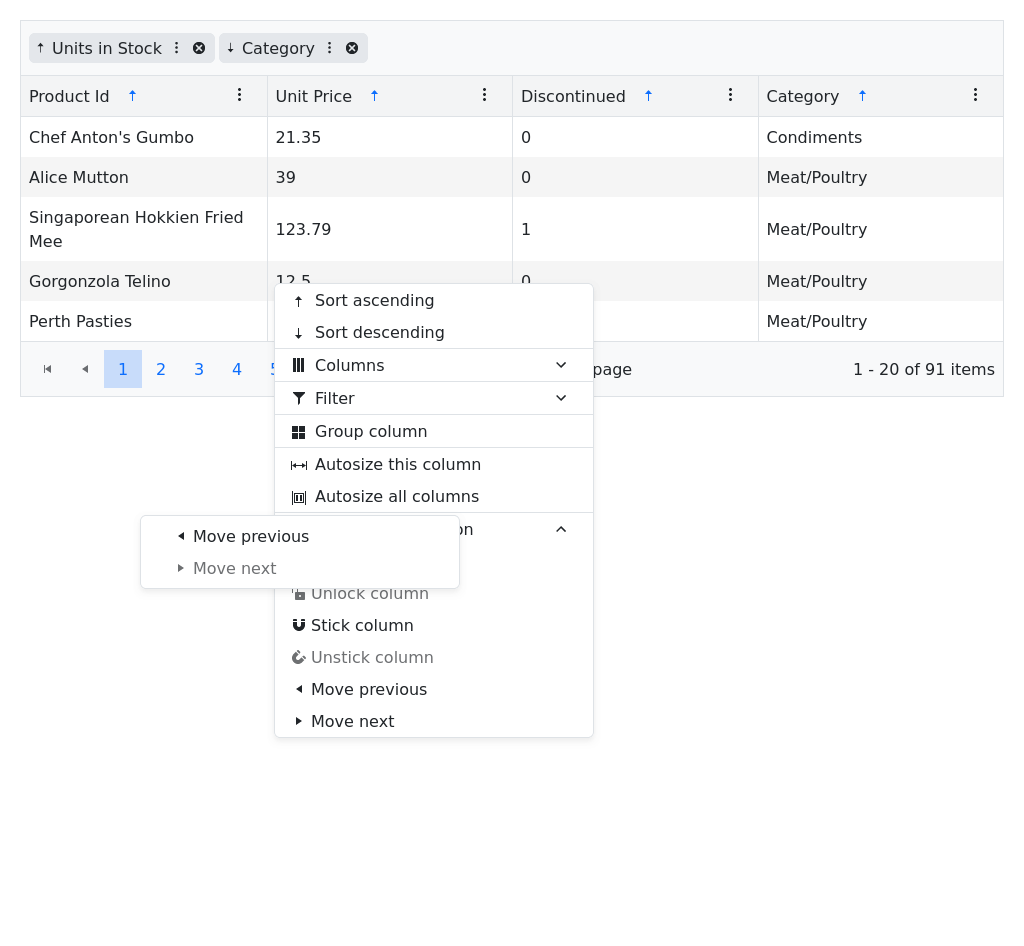 Units in Stock Category
Product Id Unit Price Discontinued Category
Chef Anton's Gumbo 21.35 0 Condiments
Alice Mutton 39 0 Meat/Poultry
Singaporean Hokkien Fried
Mee 123.79 1 Meat/Poultry
Gorgonzola Telino 12.5 0 Meat/Poultry
Perth Pasties Meat/Poultry
1 2 3 4 page 1 - 20 of 91 items
Sort ascending
Sort descending
Columns
Filter
Group column
Autosize this column
Autosize all columns
Move previous
Move next
Unlock column
Stick column
Unstick column
Move previous
Move next